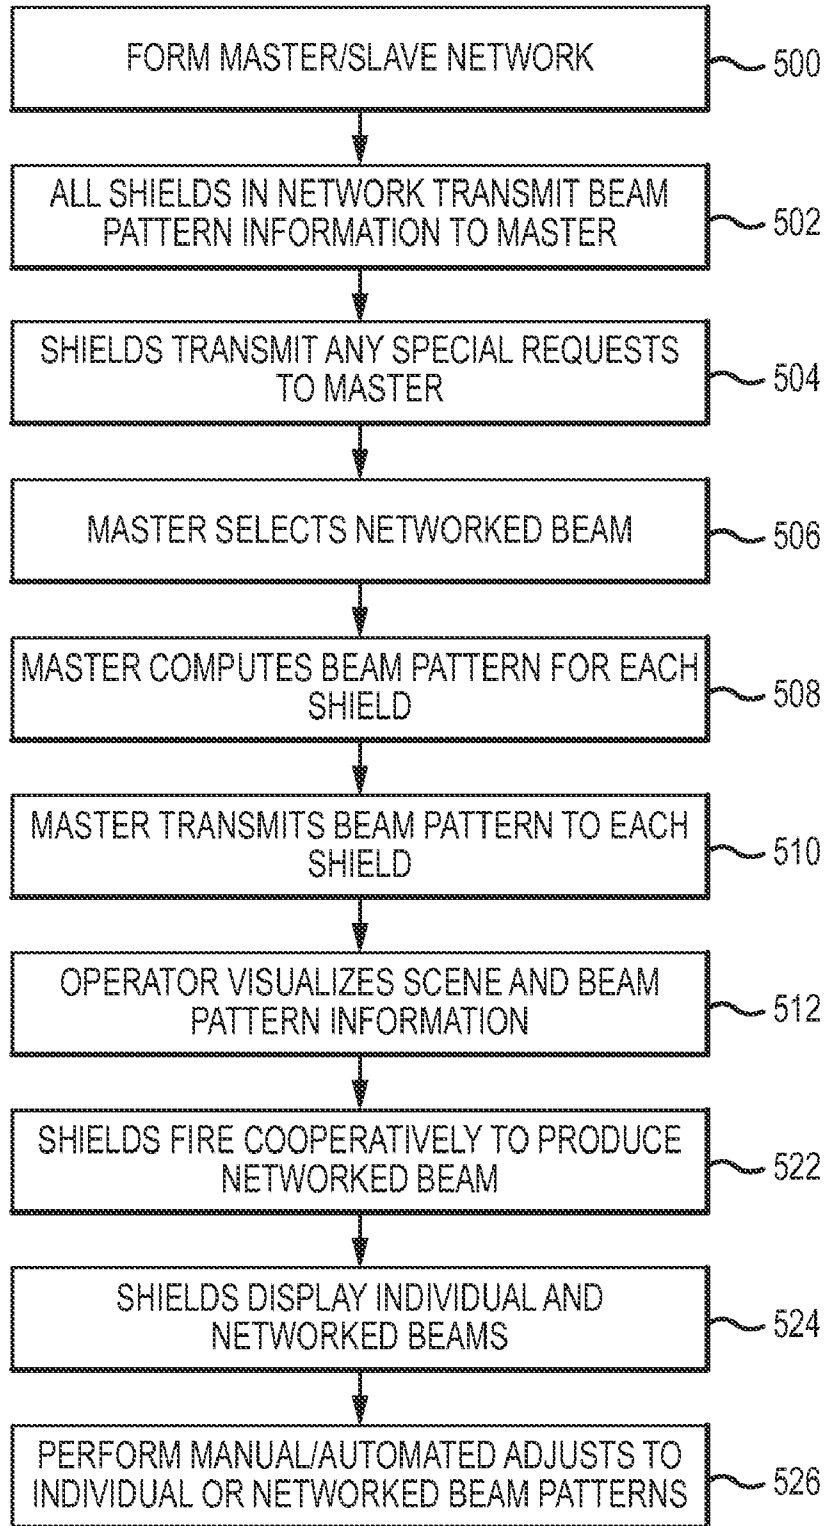 FORM MASTER/SLAVE NETWORK
500
ALL SHIELDS IN NETWORK TRANSMIT BEAM
PATTERN INFORMATION TO MASTER
502
SHIELDS TRANSMIT ANY SPECIAL REQUESTS
TO MASTER
504
MASTER SELECTS NETWORKED BEAM
506
MASTER COMPUTES BEAM PATTERN FOR EACH
SHIELD
508
MASTER TRANSMITS BEAM PATTERN TO EACH
SHIELD
510
OPERATOR VISUALIZES SCENE AND BEAM
PATTERN INFORMATION
512
SHIELDS FIRE COOPERATIVELY TO PRODUCE
NETWORKED BEAM
522
SHIELDS DISPLAY INDIVIDUAL AND
NETWORKED BEAMS
524
PERFORM MANUAL/AUTOMATED ADJUSTS TO
INDIVIDUAL OR NETWORKED BEAM PATTERNS
526